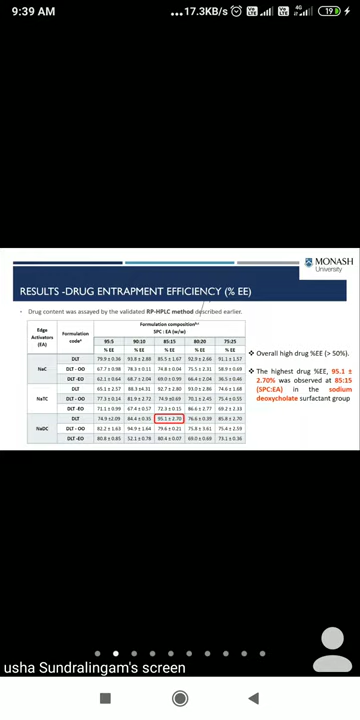 9:39 AM
...17.3KB/s
4G
19
MONASH
University
RESULTS -DRUG ENTRAPMENT EFFICIENCY (% EE)
• Drug content was assayed by the validated RP-HPLC method described earlier.
Edge Activators (EA) Formulation code Formulation composition
SPC : EA (w/w)
95:5 90:10 85:15 80:20 75:25
% EE % EE % EE % EE % EE
NaC DLT 79.9 ± 0.36 93.8 ± 2.88 85.5 ± 1.67 92.9 ± 2.66 91.1 ± 1.57
DLT - OO 67.7 ± 0.98 78.3 ± 0.11 74.8 ± 0.04 75.5 ± 2.31 58.9 ± 0.69
DLT -EO 62.1 ± 0.64 68.7 ± 2.04 69.0 ± 0.99 66.4 ± 2.04 36.5 ± 0.46
NaTC DLT 65.1 ± 2.57 88.3 ±4.31 92.7 ± 2.80 93.0 ± 2.86 74.6 ± 1.68
DLT - OO 77.3 ± 0.14 81.9 ± 2.72 74.9 ±0.69 70.1 ± 2.45 75.4 ± 0.55
DLT -EO 71.1 ± 0.99 67.4 ± 0.57 72.3 ± 0.15 86.6 ± 2.77 69.2 ± 2.33
NaDC DLT 74.9 ±2.09 84.4 ± 0.35 95.1 ± 2.70 76.6 ± 0.39 85.8 ± 2.70
DLT - OO 82.2 ± 1.63 94.9 ± 1.64 79.6 ± 0.21 75.8 ± 3.61 75.4 ± 2.59
DLT -EO 80.8 ± 0.85 52.1 ± 0.78 80.4 ± 0.07 69.0 ± 0.69 73.1 ± 0.36
❖ Overall high drug %EE (> 50%).
❖ The highest drug %EE, 95.1 ±
2.70% was observed at 85:15
(SPC:EA) in the sodium
deoxycholate surfactant group
usha Sundralingam's screen